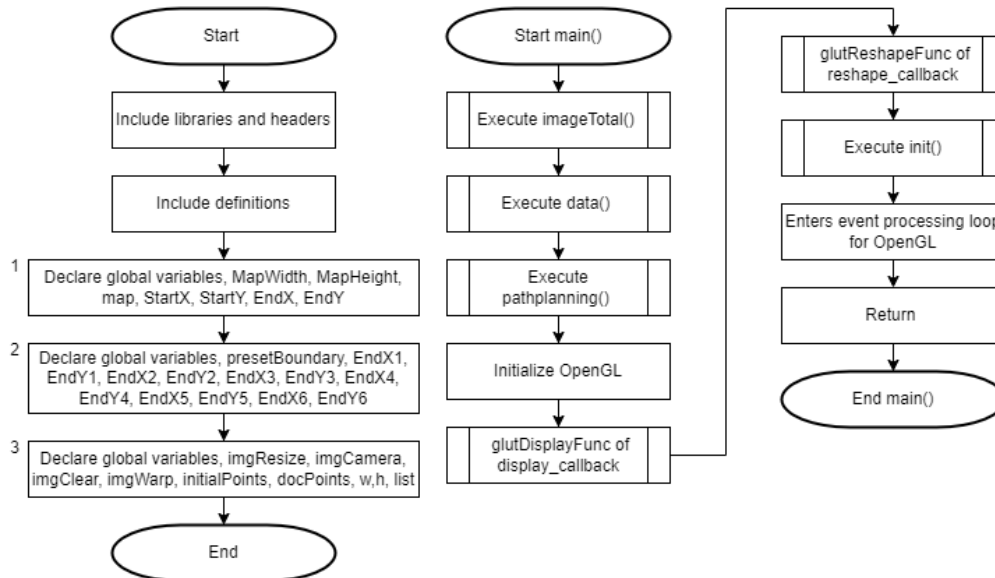 Start
Include libraries and headers
Include definitions
1
Declare global variables, MapWidth, MapHeight,
map, StartX, StartY, EndX, EndY
2
Declare global variables, presetBoundary, EndX1,
EndY1, EndX2, EndY2, EndX3, EndY3, EndX4,
EndY4, EndX5, EndY5, EndX6, EndY6
3
Declare global variables, imgResize, imgCamera,
imgClear, imgWarp, initialPoints, docPoints, w,h, list
End
Start main()
Execute imageTotal()
Execute data()
Execute
pathplanning()
Initialize OpenGL
glutDisplayFunc of
display_callback
glutReshapeFunc of
reshape_callback
Execute init()
Enters event processing loop
for OpenGL
Return
End main()